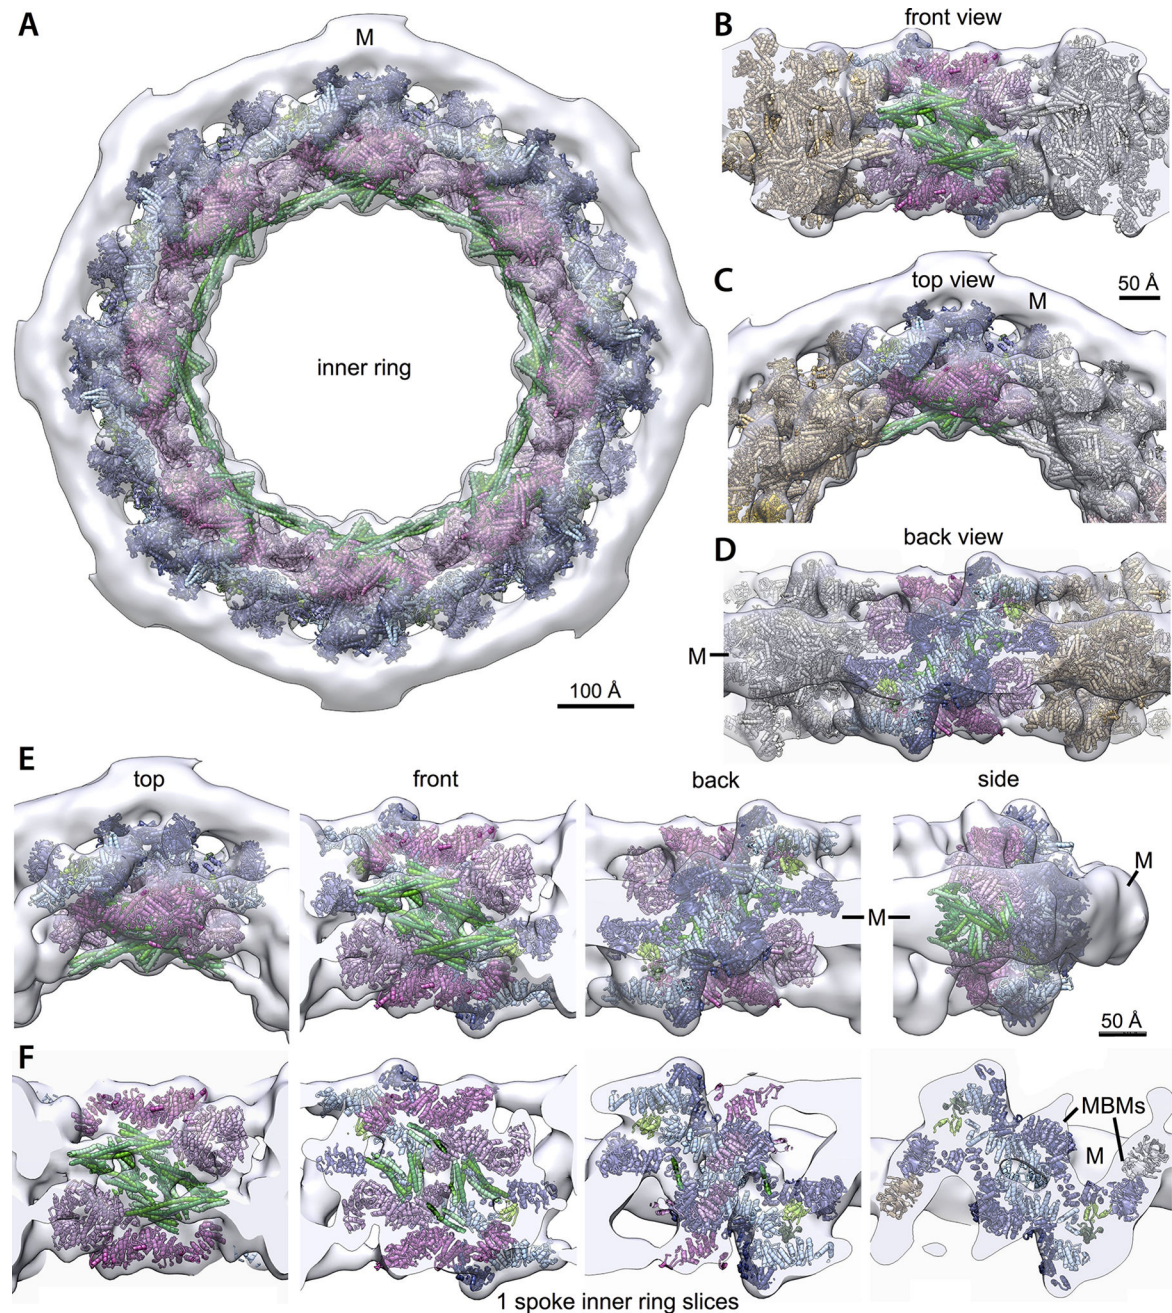 A
M
inner ring
100 Å
B
front view
C
top view
M
50 Å
D
back view
M
E
top
front
back
side
M
M
50 Å
F
MBMs
M
1 spoke inner ring slices